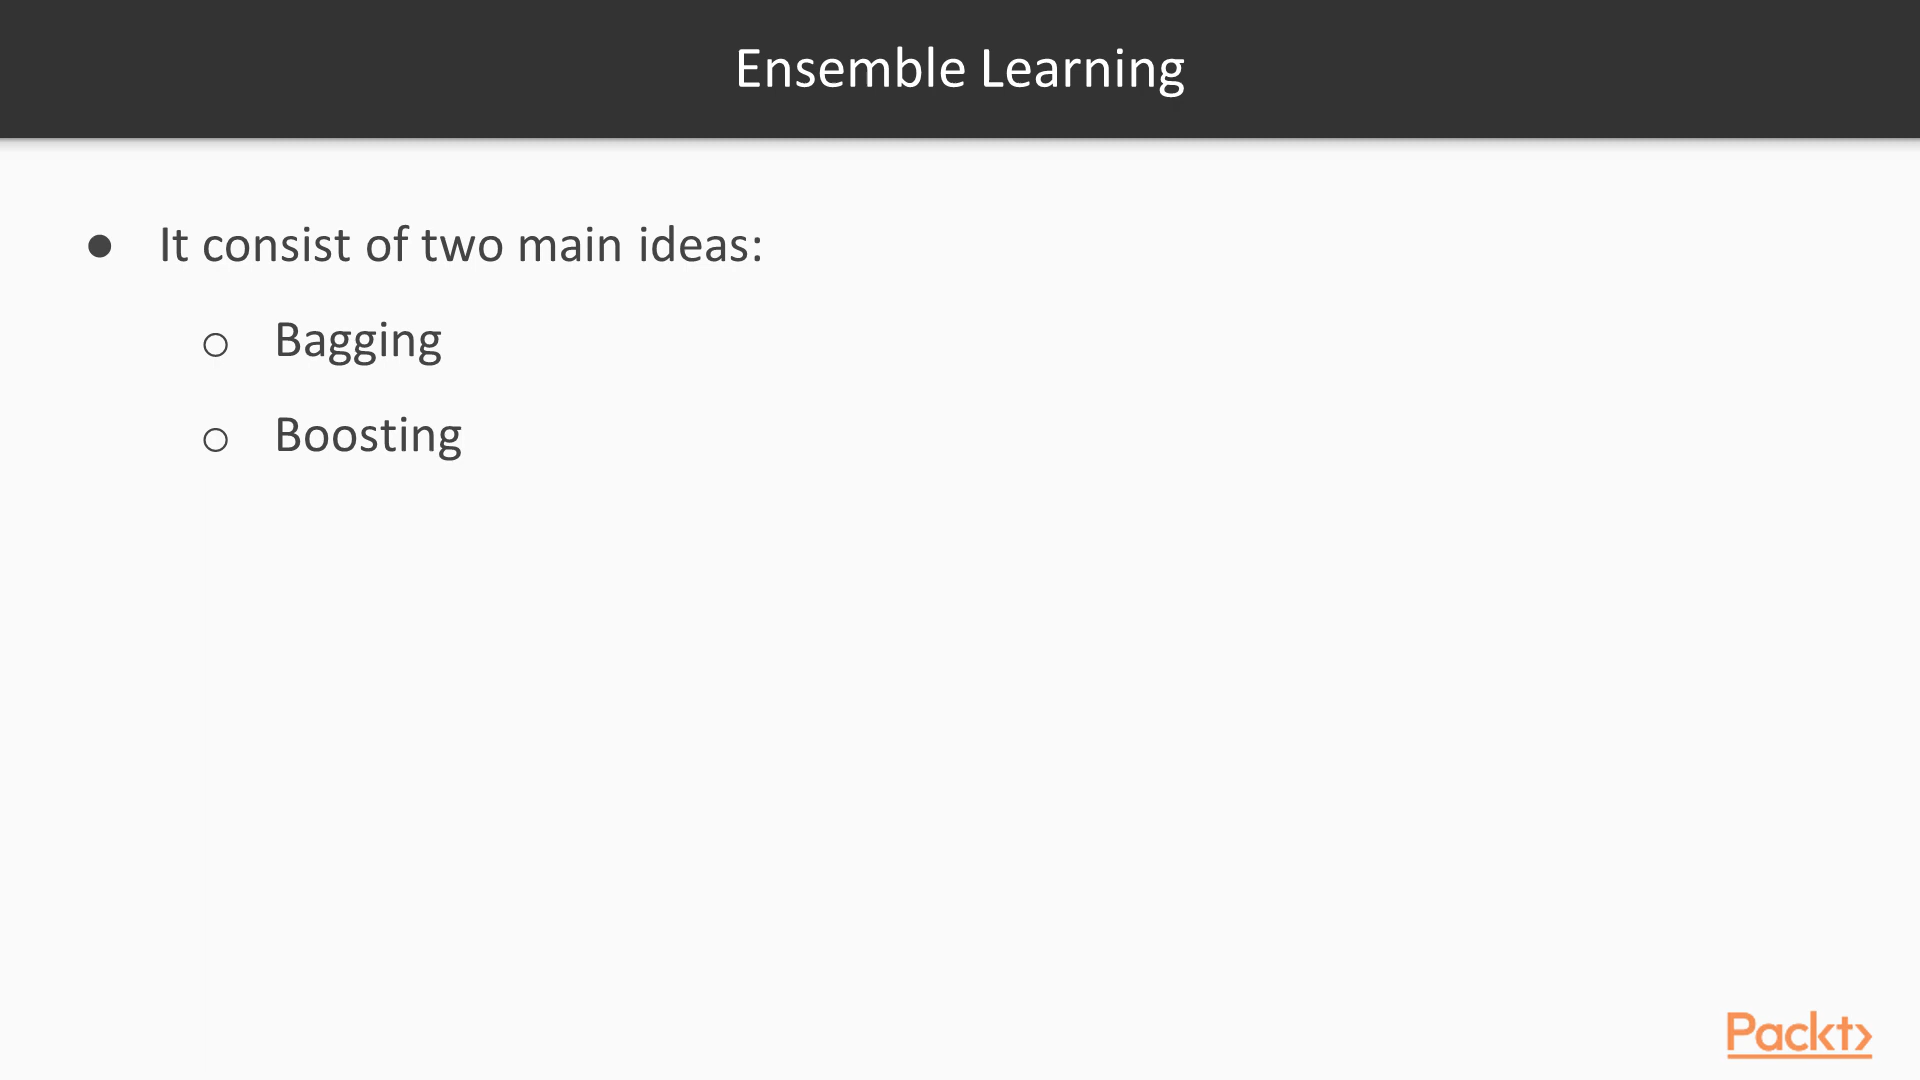 Ensemble Learning
● It consist of two main ideas:
○ Bagging
○ Boosting
Packt>